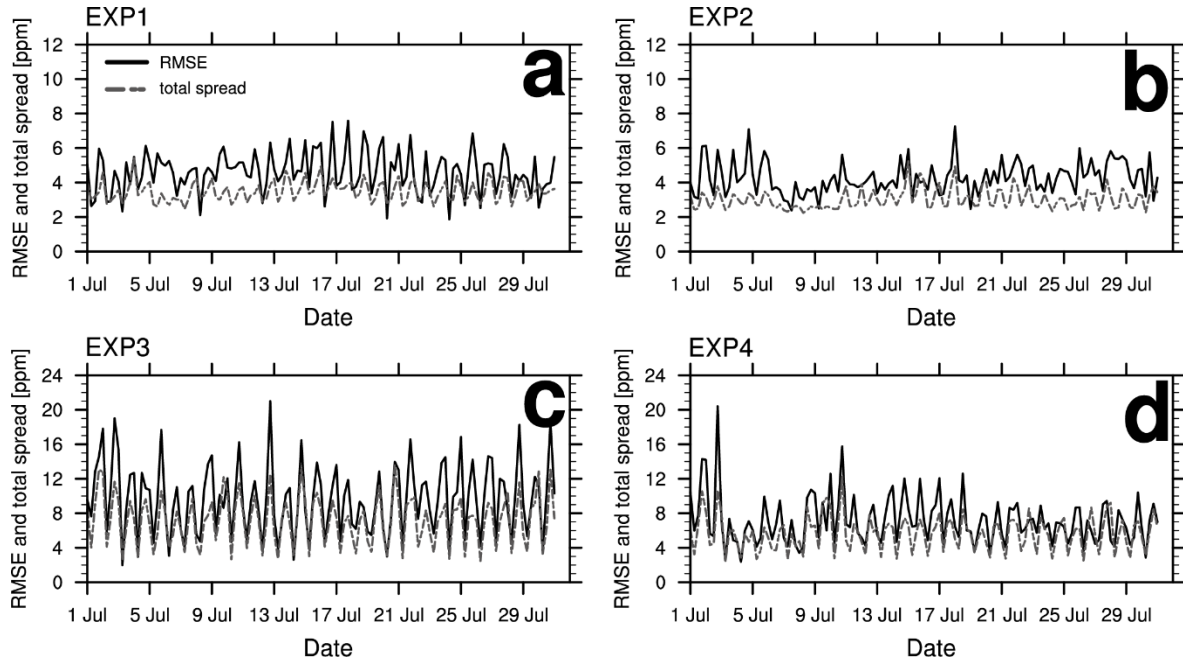 EXP1
a
RMSE
total spread
RMSE and total spread [ppm]
12
10
8
6
4
2
0
1 Jul 5 Jul 9 Jul 13 Jul 17 Jul 21 Jul 25 Jul 29 Jul
Date
EXP2
b
RMSE and total spread [ppm]
12
10
8
6
4
2
0
1 Jul 5 Jul 9 Jul 13 Jul 17 Jul 21 Jul 25 Jul 29 Jul
Date
EXP3
c
RMSE and total spread [ppm]
24
20
16
12
8
4
0
1 Jul 5 Jul 9 Jul 13 Jul 17 Jul 21 Jul 25 Jul 29 Jul
Date
EXP4
d
RMSE and total spread [ppm]
24
20
16
12
8
4
0
1 Jul 5 Jul 9 Jul 13 Jul 17 Jul 21 Jul 25 Jul 29 Jul
Date